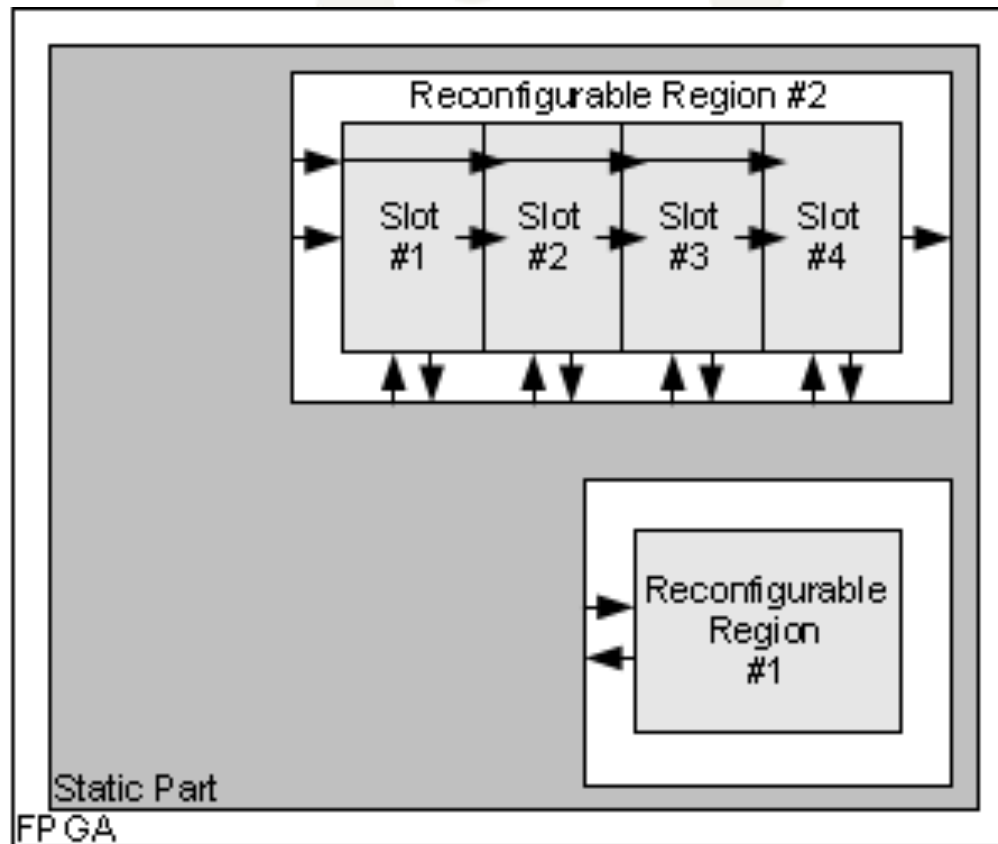 Reconfigurable Region #2
Slot
#1
Slot
#2
Slot
#3
Slot
#4
Reconfigurable
Region
#1
Static Part
FPGA